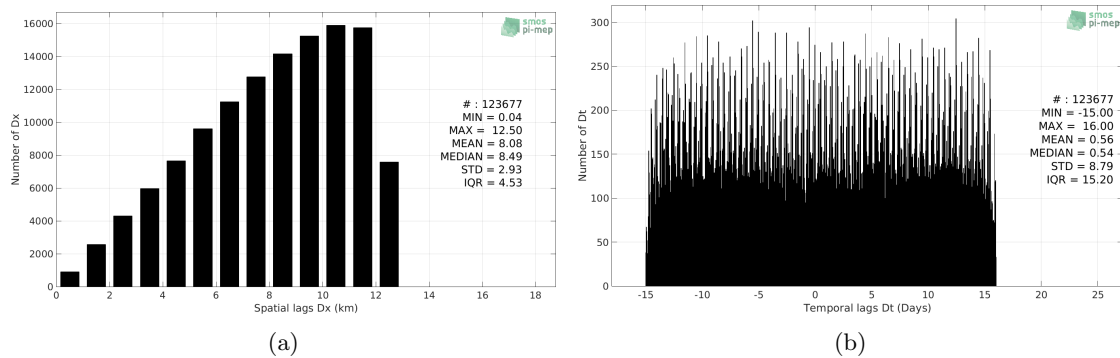 16000
14000
12000
10000
8000
6000
4000
2000
0
Number of Dx
0 2 4 6 8 10 12 14 16 18
Spatial lags Dx (km)
smos
pi-mep
# : 123677
MIN = 0.04
MAX = 12.50
MEAN = 8.08
MEDIAN = 8.49
STD = 2.93
IQR = 4.53
(a)
300
250
200
150
100
50
0
Number of Dt
-15 -10 -5 0 5 10 15 20 25
Temporal lags Dt (Days)
smos
pi-mep
# : 123677
MIN = -15.00
MAX = 16.00
MEAN = 0.56
MEDIAN = 0.54
STD = 8.79
IQR = 15.20
(b)